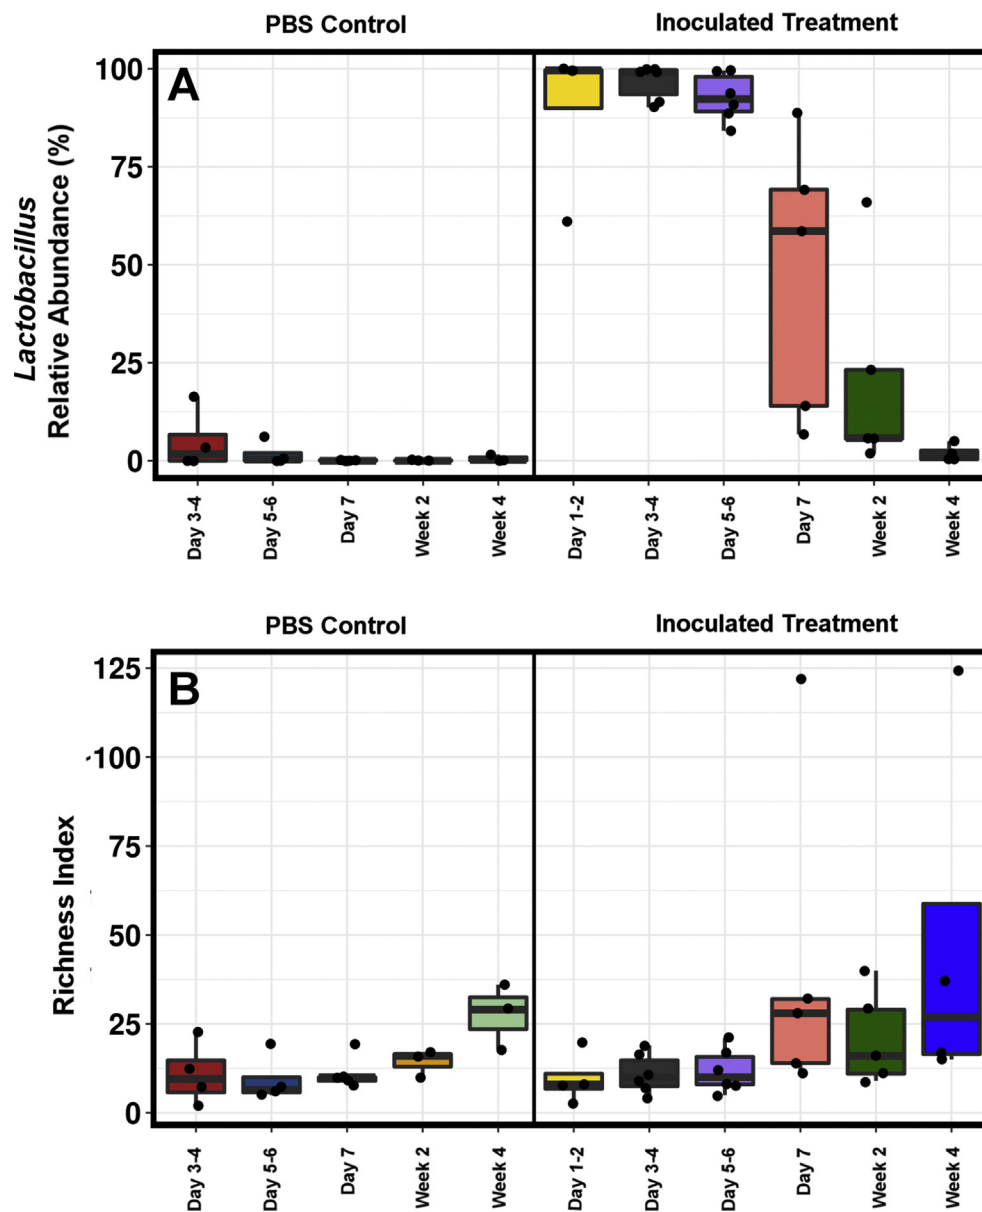 PBS Control Inoculated Treatment
A
Lactobacillus
Relative Abundance (%)
100
75
50
25
0
Day 3-4 Day 5-6 Day 7 Week 2 Week 4 Day 1-2 Day 3-4 Day 5-6 Day 7 Week 2 Week 4
PBS Control Inoculated Treatment
B
Richness Index
125
100
75
50
25
0
Day 3-4 Day 5-6 Day 7 Week 2 Week 4 Day 1-2 Day 3-4 Day 5-6 Day 7 Week 2 Week 4